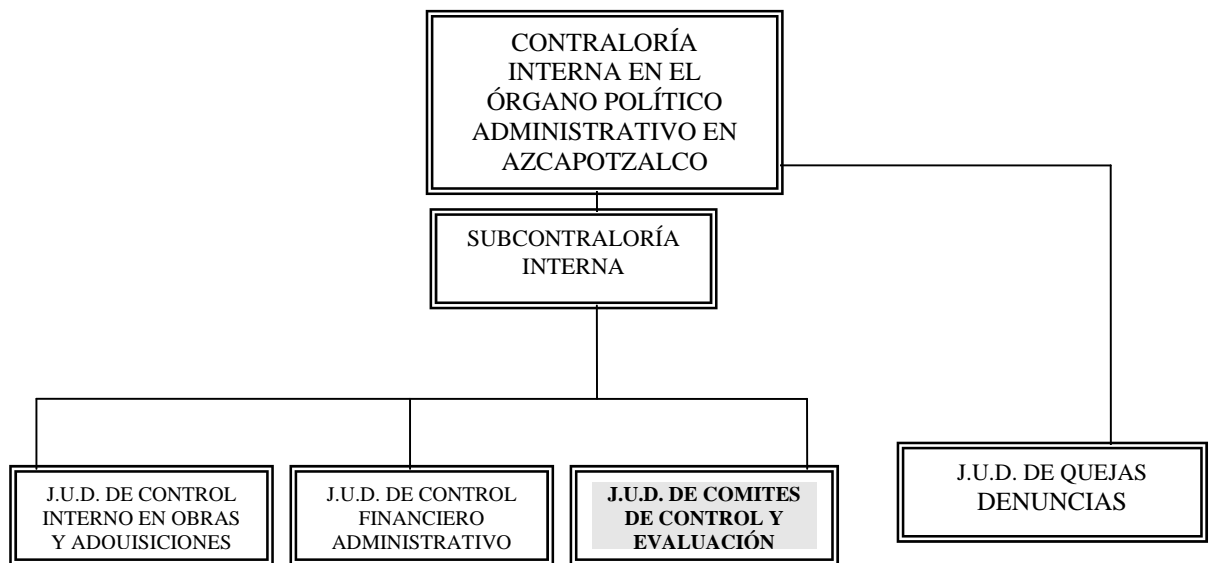 CONTRALORÍA
INTERNA EN EL
ÓRGANO POLÍTICO
ADMINISTRATIVO EN
AZCAPOTZALCO
SUBCONTRALORÍA
INTERNA
J.U.D. DE CONTROL
INTERNO EN OBRAS
Y ADOUISICIONES
J.U.D. DE CONTROL
FINANCIERO
ADMINISTRATIVO
J.U.D. DE COMITES
DE CONTROL Y
EVALUACIÓN
J.U.D. DE QUEJAS
DENUNCIAS